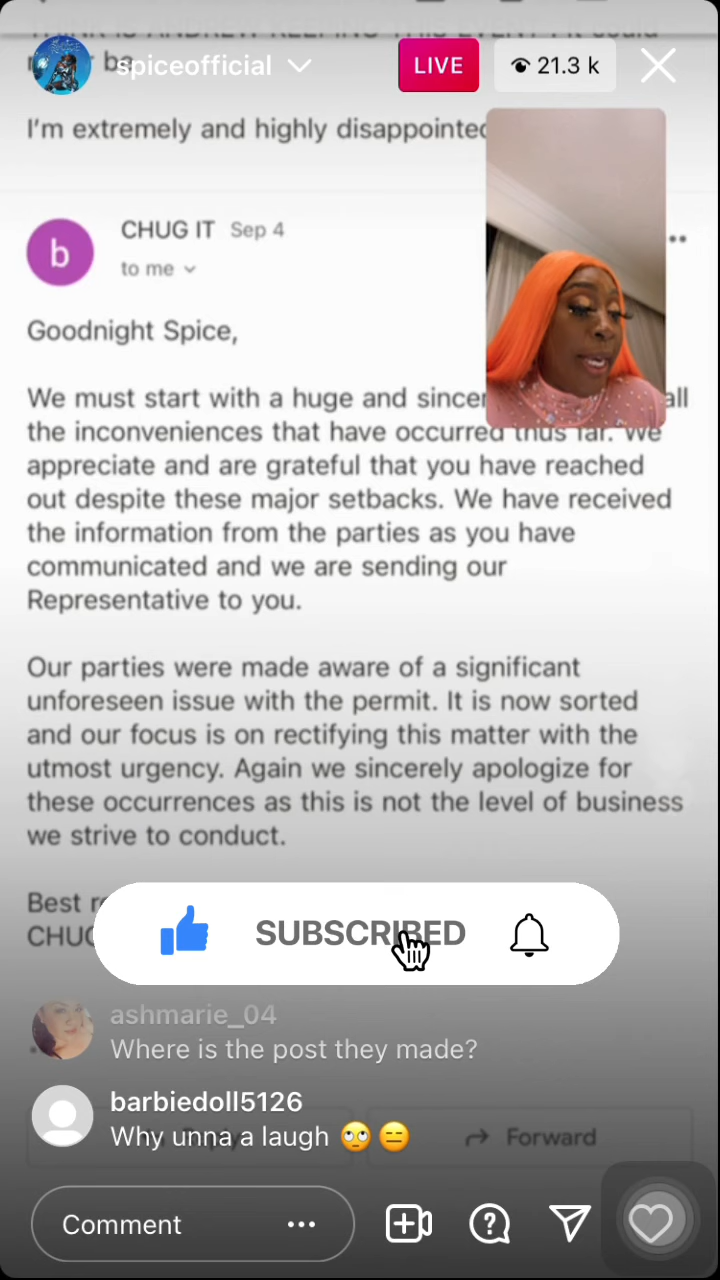 spiceofficial
LIVE
21.3 k
I'm extremely and highly disappointed
b
CHUG IT Sep 4
to me
Goodnight Spice,
We must start with a huge and all
the inconveniences that have occurred thus far. We
appreciate and are grateful that you have reached
out despite these major setbacks. We have received
the information from the parties as you have
communicated and we are sending our
Representative to you.
Our parties were made aware of a significant
unforeseen issue with the permit. It is now sorted
and our focus is on rectifying this matter with the
utmost urgency. Again we sincerely apologize for
these occurrences as this is not the level of business
we strive to conduct.
Best
SUBSCRIBED
ashmarie_04
Where is the post they made?
barbiedoll5126
Why unna a laugh 🙄😑
Forward
Comment